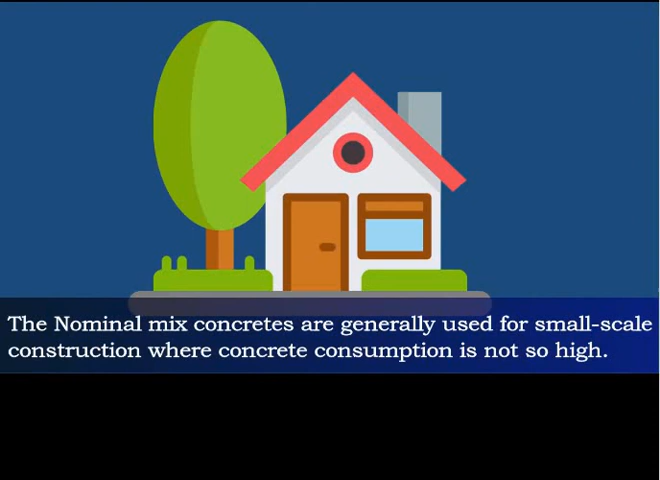 The Nominal mix concretes are generally used for small-scale
construction where concrete consumption is not so high.